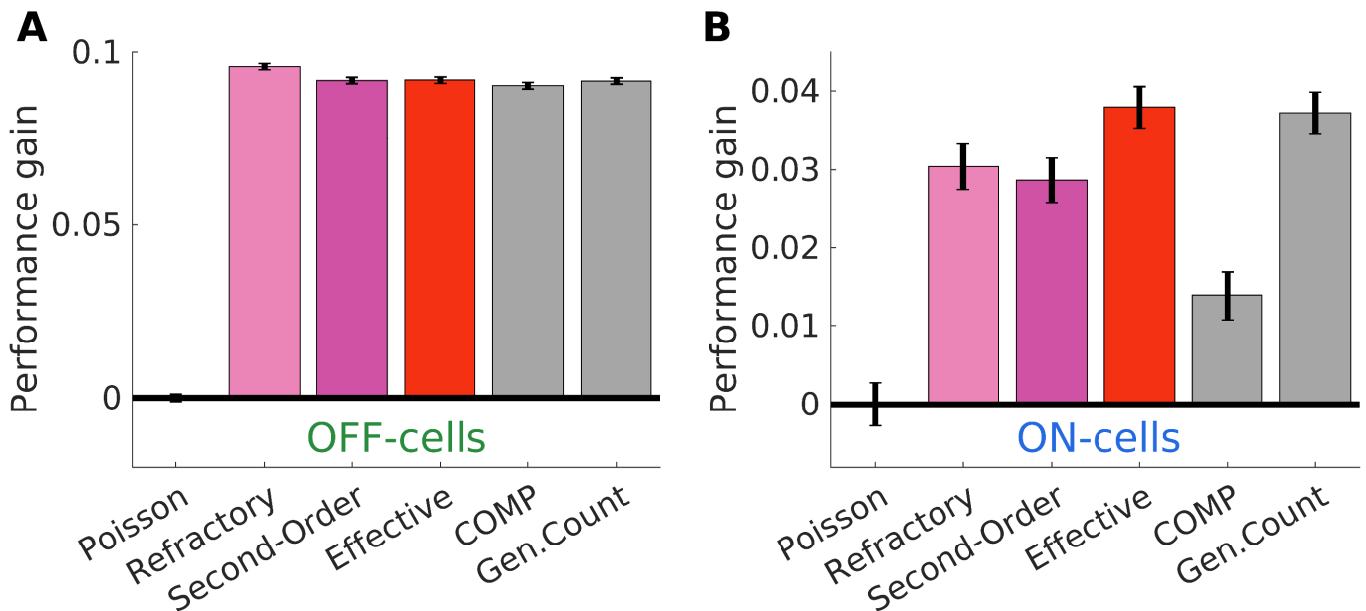 A
Performance gain
0.1
0.05
0
OFF-cells
Poisson
Refractory
Second-Order
Effective
COMP
Gen.Count
B
Performance gain
0.04
0.03
0.02
0.01
0
ON-cells
Poisson
Refractory
Second-Order
Effective
COMP
Gen.Count